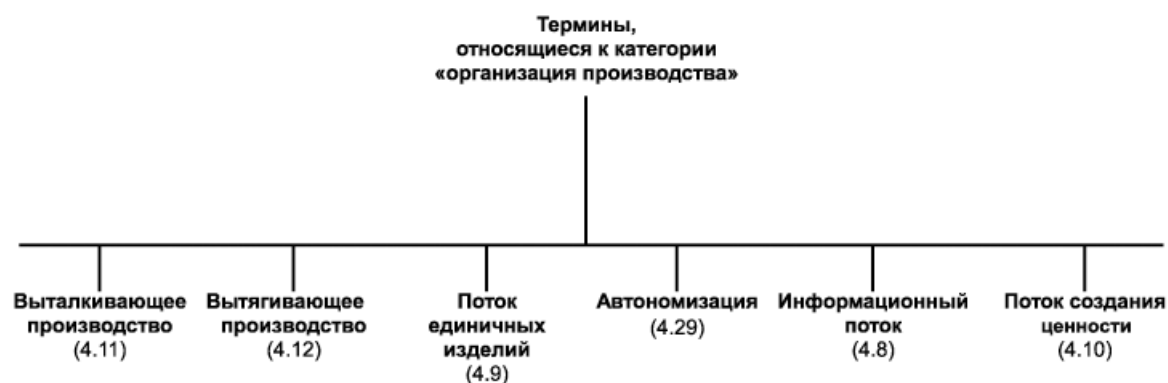 Термины,
относящиеся к категории
«организация производства»
Выталкивающее
производство
(4.11)
Вытягивающее
производство
(4.12)
Поток
единичных
изделий
(4.9)
Автономизация
(4.29)
Информационный
поток
(4.8)
Поток создания
ценности
(4.10)